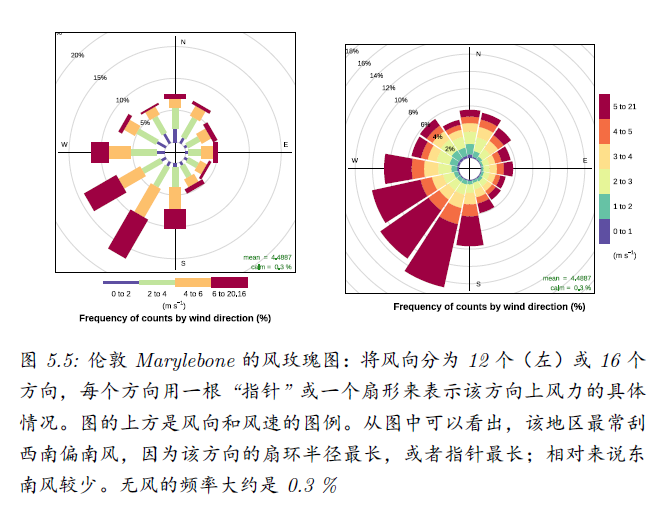 N
20%
15%
10%
5%
W
E
S
mean = 4.4887
calm = 0.3 %
0 to 2
2 to 4
4 to 6
6 to 20.16
(m s⁻¹)
Frequency of counts by wind direction (%)
18%
16%
14%
12%
10%
8%
6%
4%
2%
N
W
E
S
mean = 4.4887
calm = 0.3 %
5 to 21
4 to 5
3 to 4
2 to 3
1 to 2
0 to 1
(m s⁻¹)
Frequency of counts by wind direction (%)
图 5.5: 伦敦 Marylebone 的风玫瑰图：将风向分为 12 个（左）或 16 个
方向，每个方向用一根“指针”或一个扇形来表示该方向上风力的具体
情况。图的上方是风向和风速的图例。从图中可以看出，该地区最常刮
西南偏南风，因为该方向的扇环半径最长，或者指针最长；相对来说东
南风较少。无风的频率大约是 0.3 %